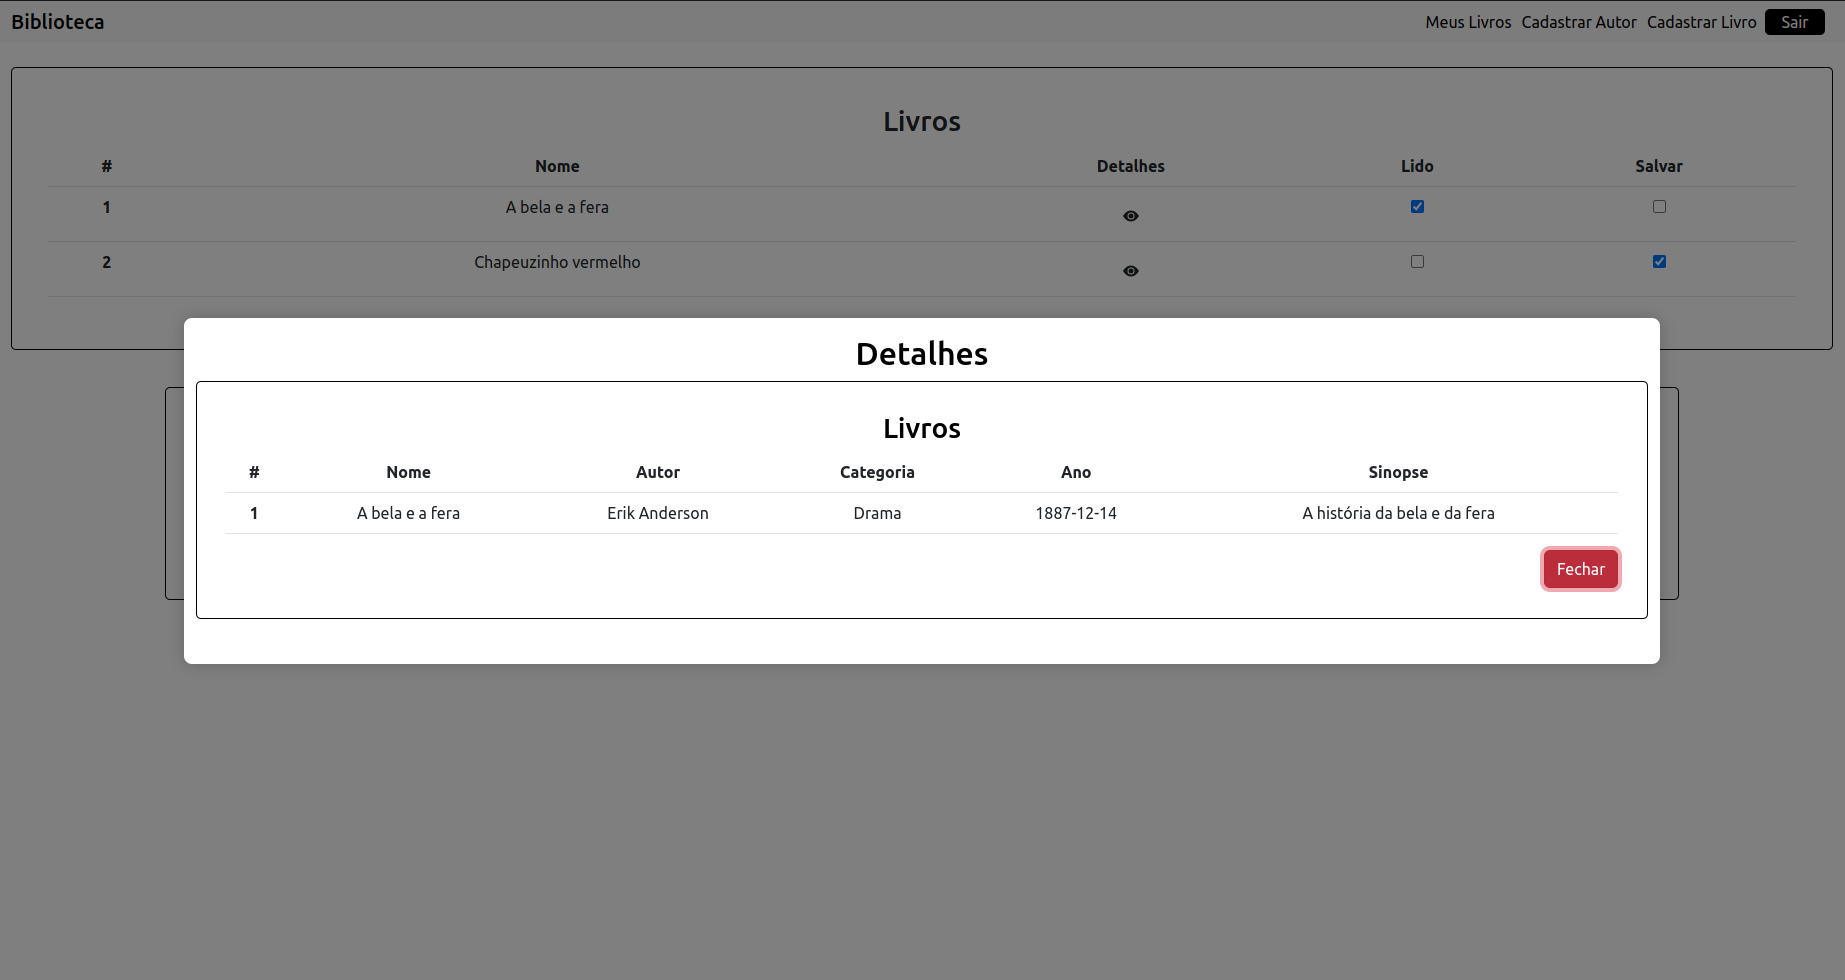 Biblioteca Meus Livros Cadastrar Autor Cadastrar Livro Sair
Livros
# Nome Detalhes Lido Salvar
1 A bela e a fera
2 Chapeuzinho vermelho
Detalhes
Livros
# Nome Autor Categoria Ano Sinopse
1 A bela e a fera Erik Anderson Drama 1887-12-14 A história da bela e da fera
Fechar